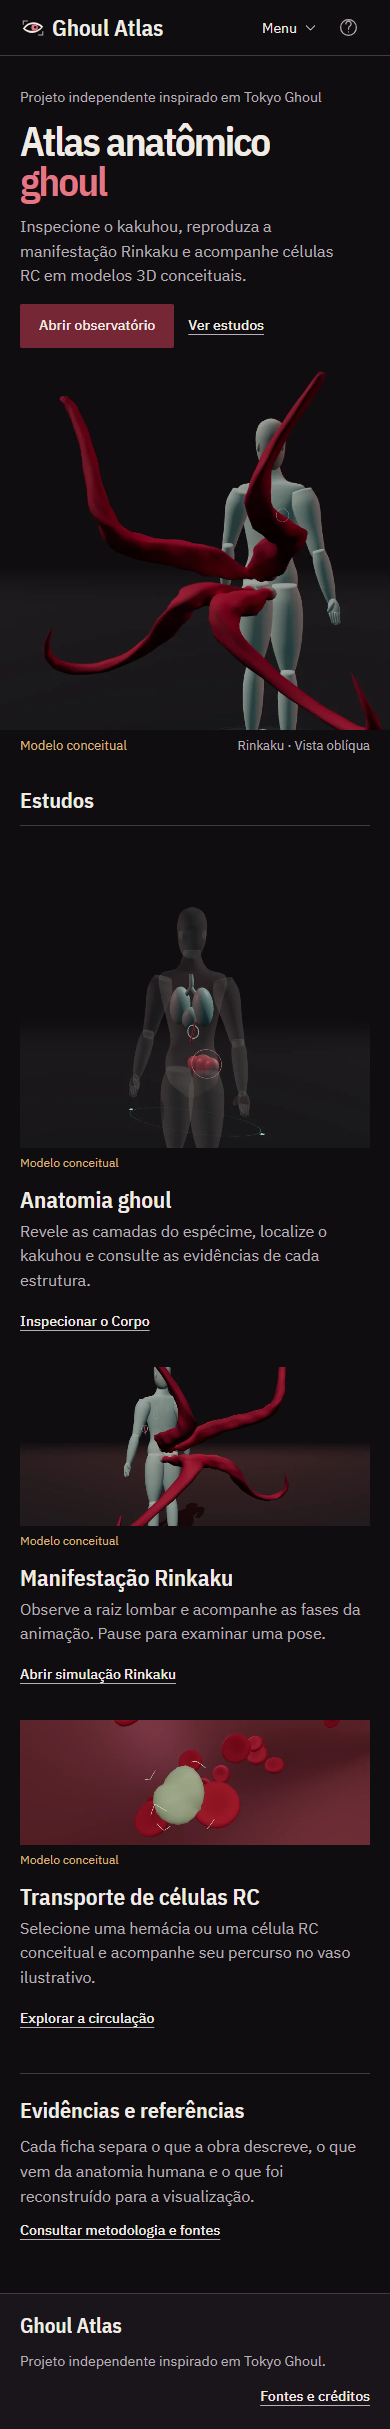 Ghoul Atlas
Menu
Projeto independente inspirado em Tokyo Ghoul
Atlas anatômico
ghoul
Inspecione o kakuhou, reproduza a
manifestação Rinkaku e acompanhe células
RC em modelos 3D conceituais.
Abrir observatório
Ver estudos
Modelo conceitual
Rinkaku · Vista oblíqua
Estudos
Modelo conceitual
Anatomia ghoul
Revele as camadas do espécime, localize o
kakuhou e consulte as evidências de cada
estrutura.
Inspecionar o Corpo
Modelo conceitual
Manifestação Rinkaku
Observe a raiz lombar e acompanhe as fases da
animação. Pause para examinar uma pose.
Abrir simulação Rinkaku
Modelo conceitual
Transporte de células RC
Selecione uma hemácia ou uma célula RC
conceitual e acompanhe seu percurso no vaso
ilustrativo.
Explorar a circulação
Evidências e referências
Cada ficha separa o que a obra descreve, o que
vem da anatomia humana e o que foi
reconstruído para a visualização.
Consultar metodologia e fontes
Ghoul Atlas
Projeto independente inspirado em Tokyo Ghoul.
Fontes e créditos